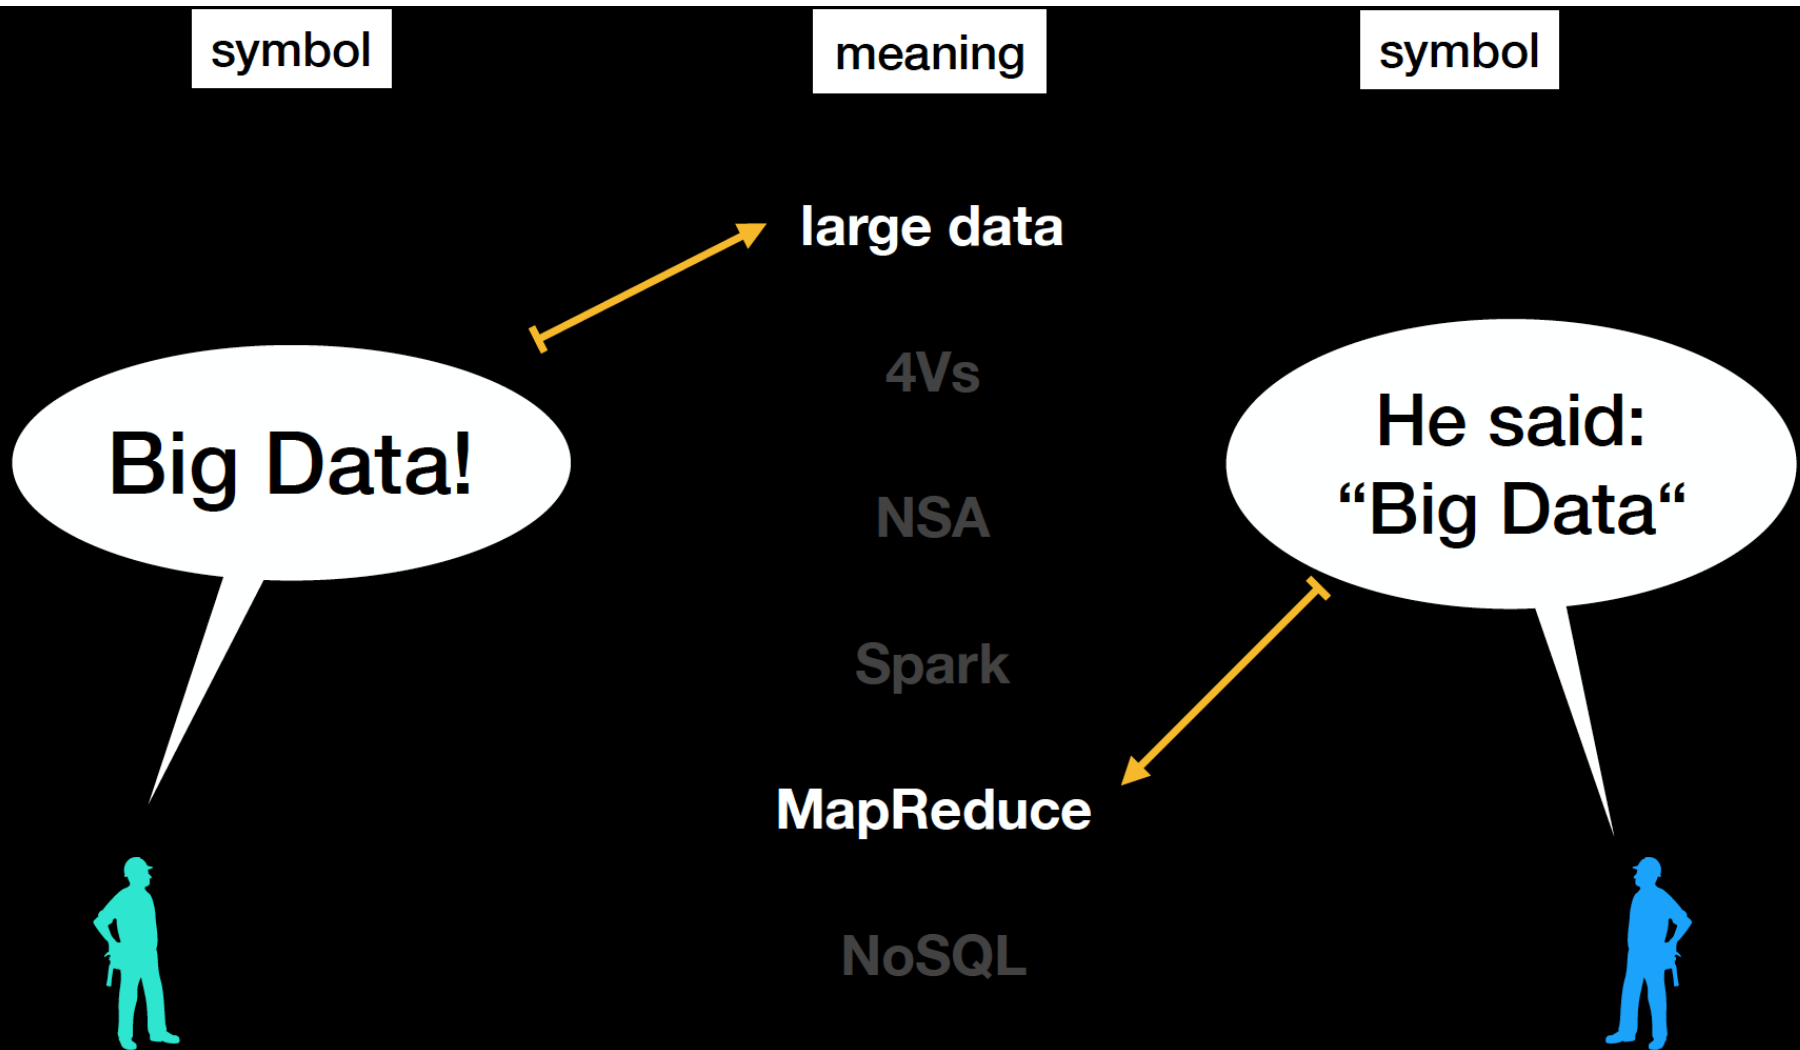 symbol
meaning
symbol
large data
4Vs
Big Data!
He said:
“Big Data“
NSA
Spark
MapReduce
NoSQL